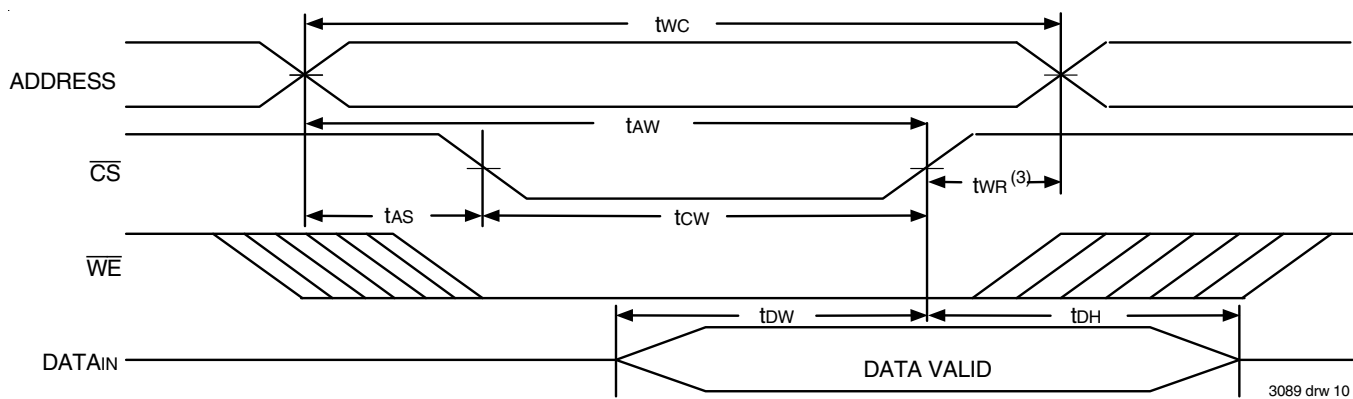 tWC
ADDRESS
tAW
CS
tWR (3)
tAS
tCW
WE
tDW
tDH
DATAIN
DATA VALID
3089 drw 10